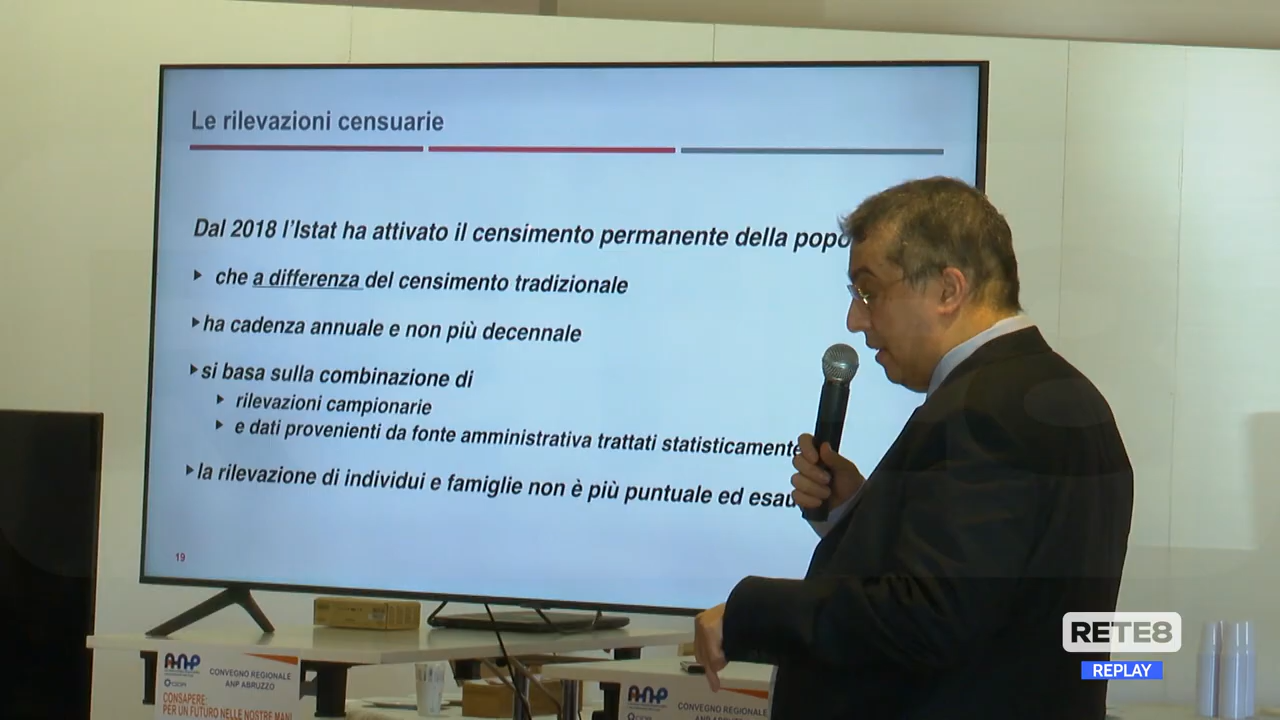 Le rilevazioni censuarie
Dal 2018 l'Istat ha attivato il censimento permanente della popo
che a differenza del censimento tradizionale
ha cadenza annuale e non più decennale
si basa sulla combinazione di
rilevazioni campionarie
e dati provenienti da fonte amministrativa trattati statisticamente
la rilevazione di individui e famiglie non è più puntuale ed esau
19
RETE8
REPLAY
ANP
CONVEGNO REGIONALE
ANP ABRUZZO
CONSAPERE:
PER UN FUTURO NELLE NOSTRE MANI
ANP
CONVEGNO REGIONALE
ANP ABRUZZO